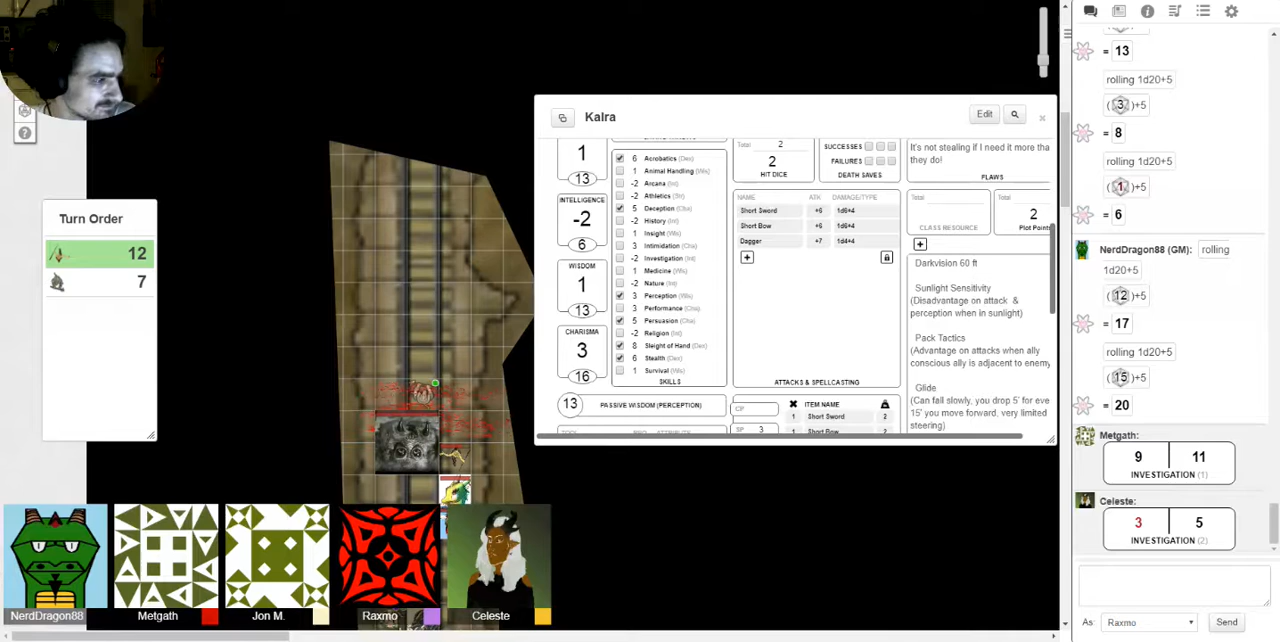 Turn Order
12
7
Kalra
Edit
1
13
INTELLIGENCE
-2
6
WISDOM
1
13
CHARISMA
3
16
6 Acrobatics (Dex)
1 Animal Handling (Wis)
-2 Arcana (Int)
-2 Athletics (Str)
5 Deception (Cha)
-2 History (Int)
1 Insight (Wis)
3 Intimidation (Cha)
-2 Investigation (Int)
1 Medicine (Wis)
-2 Nature (Int)
3 Perception (Wis)
3 Performance (Cha)
5 Persuasion (Cha)
-2 Religion (Int)
8 Sleight of Hand (Dex)
6 Stealth (Dex)
1 Survival (Wis)
SKILLS
13 PASSIVE WISDOM (PERCEPTION)
Total 2
2
HIT DICE
SUCCESSES
FAILURES
DEATH SAVES
NAME ATK DAMAGE/TYPE
Short Sword +6 1d6+4
Short Bow +6 1d6+4
Dagger +7 1d4+4
ATTACKS & SPELLCASTING
CP
SP 3
ITEM NAME
1 Short Sword 2
1 Short Bow 2
It's not stealing if I need it more tha
they do!
FLAWS
Total
CLASS RESOURCE
Total
2
Plot Points
Darkvision 60 ft
Sunlight Sensitivity
(Disadvantage on attack &
perception when in sunlight)
Pack Tactics
(Advantage on attacks when ally
conscious ally is adjacent to enemy
Glide
(Can fall slowly, you drop 5' for eve
15' you move forward, very limited
steering)
= 13
rolling 1d20+5
(3)+5
= 8
rolling 1d20+5
(1)+5
= 6
NerdDragon88 (GM): rolling
1d20+5
(12)+5
= 17
rolling 1d20+5
(15)+5
= 20
Metgath:
9 11
INVESTIGATION (1)
Celeste:
3 5
INVESTIGATION (2)
As: Raxmo
Send
NerdDragon88
Metgath
Jon M.
Raxmo
Celeste